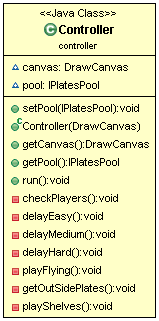 <<Java Class>>
Controller
controller
canvas: DrawCanvas
pool: IPlatesPool
setPool(IPlatesPool):void
Controller(DrawCanvas)
getCanvas():DrawCanvas
getPool():IPlatesPool
run():void
checkPlayers():void
delayEasy():void
delayMedium():void
delayHard():void
playFlying():void
getOutSidePlates():void
playShelves():void